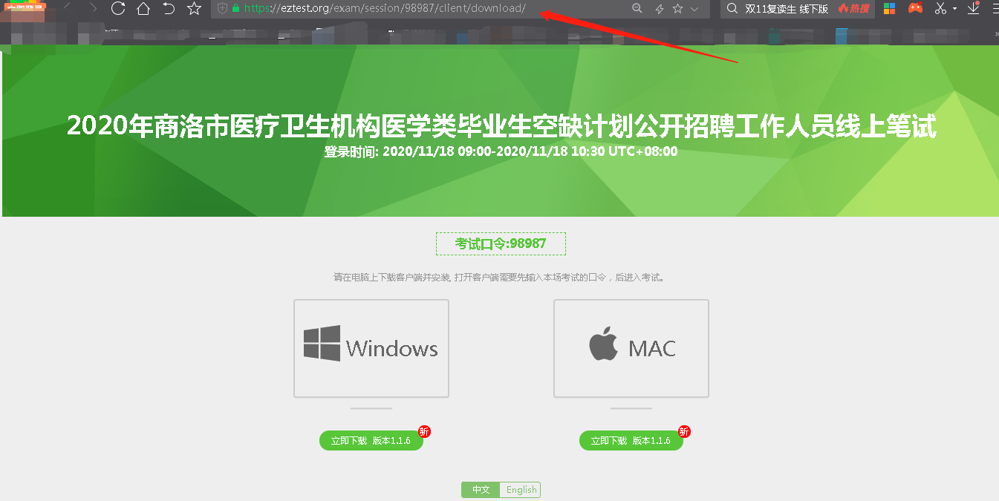 https://eztest.org/exam/session/98987/client/download/
双11复读生 线下版
热搜
2020年商洛市医疗卫生机构医学类毕业生空缺计划公开招聘工作人员线上笔试
登录时间: 2020/11/18 09:00-2020/11/18 10:30 UTC+08:00
考试口令:98987
请在电脑上下载客户端并安装, 打开客户端需要先输入本场考试的口令，后进入考试。
Windows
MAC
立即下载 版本1.1.6
新
立即下载 版本1.1.6
新
中文
English